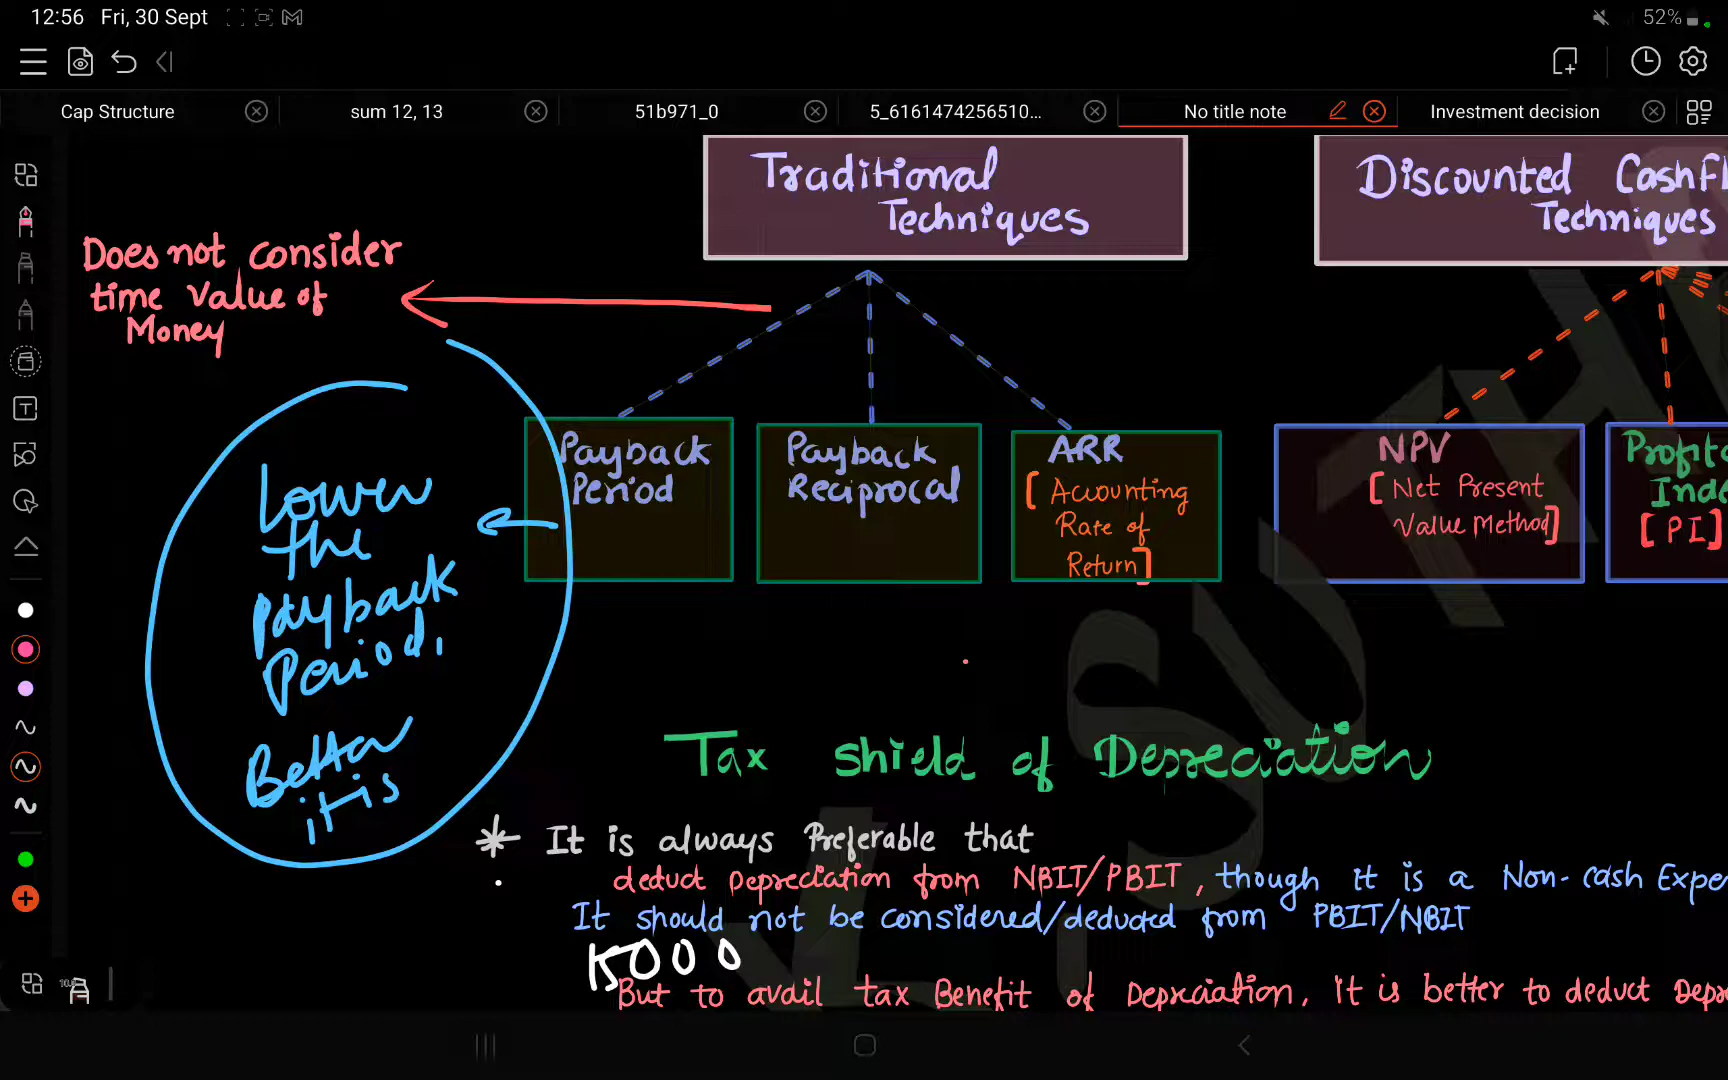 12:56 Fri, 30 Sept
52%
Cap Structure
sum 12, 13
51b971_0
5_6161474256510...
No title note
Investment decision
Traditional
Techniques
Discounted CashFl
Techniques
Does not consider
time Value of
Money
Payback
Period
Payback
Reciprocal
ARR
[ Accounting
Rate of
Return]
NPV
[ Net Present
Value Method]
Profita
Inde
[ PI ]
Lower
the
Payback
Period,
Better
it is
Tax shield of Depreciation
* It is always Preferable that
deduct Depreciation from NBIT/PBIT, though it is a Non-cash Expe
It should not be considered/deducted from PBIT/NBIT
15000
But to avail tax Benefit of Depreciation, It is better to deduct Depre